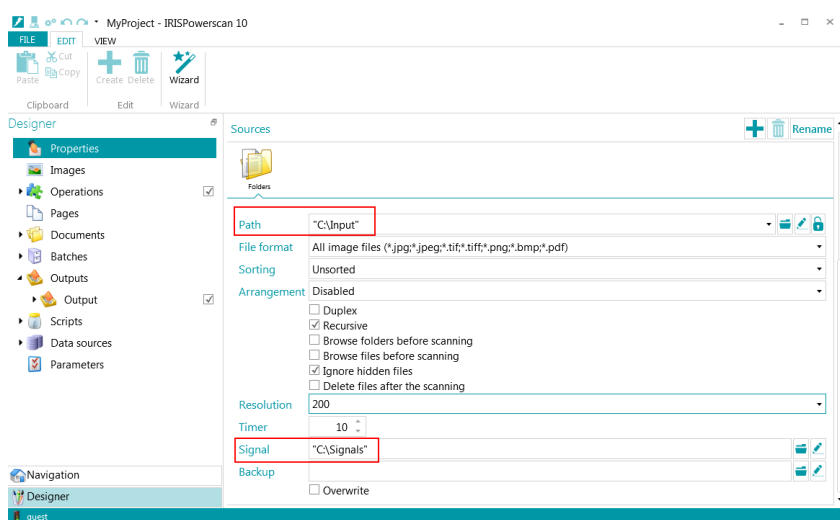 MyProject - IRISPowerscan 10
FILE EDIT VIEW
Paste
Cut
Copy
Create Delete
Wizard
Clipboard Edit Wizard
Designer
Properties
Images
Operations
Pages
Documents
Batches
Outputs
Output
Scripts
Data sources
Parameters
Navigation
Designer
guest
Sources
Rename
Folders
Path "C:\Input"
File format All image files (*.jpg;*.jpeg;*.tif;*.tiff;*.png;*.bmp;*.pdf)
Sorting Unsorted
Arrangement Disabled
Duplex
Recursive
Browse folders before scanning
Browse files before scanning
Ignore hidden files
Delete files after the scanning
Resolution 200
Timer 10
Signal "C:\Signals"
Backup
Overwrite